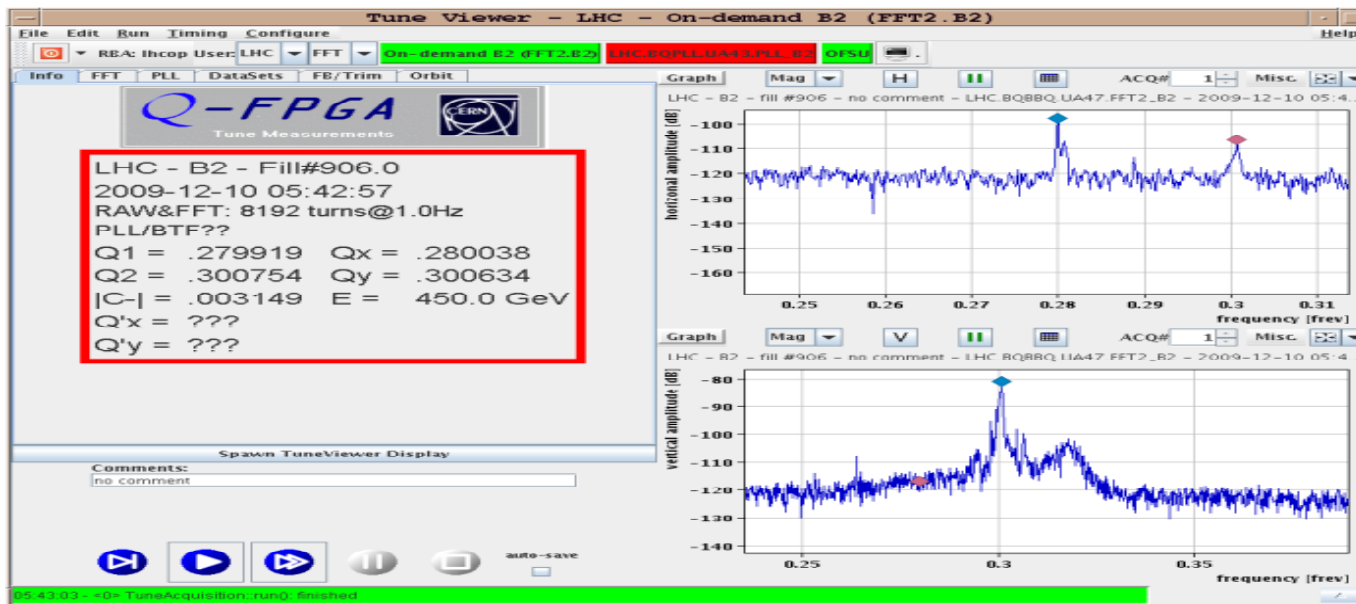 Tune Viewer - LHC - On-demand B2 (FFT2.B2)
File Edit Run Timing Configure Help
RBA: lhcop User: LHC FFT On-demand B2 (FFT2.B2) LHC.BQPLL.UA43.PLL_B2 OFSU
Info FFT PLL DataSets FB/Trim Orbit
Q-FPGA
Tune Measurements
CERN
LHC - B2 - Fill#906.0
2009-12-10 05:42:57
RAW&FFT: 8192 turns@1.0Hz
PLL/BTF??
Q1 = .279919 Qx = .280038
Q2 = .300754 Qy = .300634
|C-| = .003149 E = 450.0 GeV
Q'x = ???
Q'y = ???
Spawn TuneViewer Display
Comments:
no comment
auto-save
05:43:03 - <0> TuneAcquisition::run(): finished
Graph Mag H ACQ# 1 Misc.
LHC - B2 - fill #906 - no comment - LHC.BQBBQ.UA47.FFT2_B2 - 2009-12-10 05:4...
horizonal amplitude [dB]
-100
-110
-120
-130
-140
-150
-160
0.25 0.26 0.27 0.28 0.29 0.3 0.31
frequency [frev]
Graph Mag V ACQ# 1 Misc.
LHC - B2 - fill #906 - no comment - LHC.BQBBQ.UA47.FFT2_B2 - 2009-12-10 05:4...
vertical amplitude [dB]
-80
-90
-100
-110
-120
-130
-140
0.25 0.3 0.35
frequency [frev]